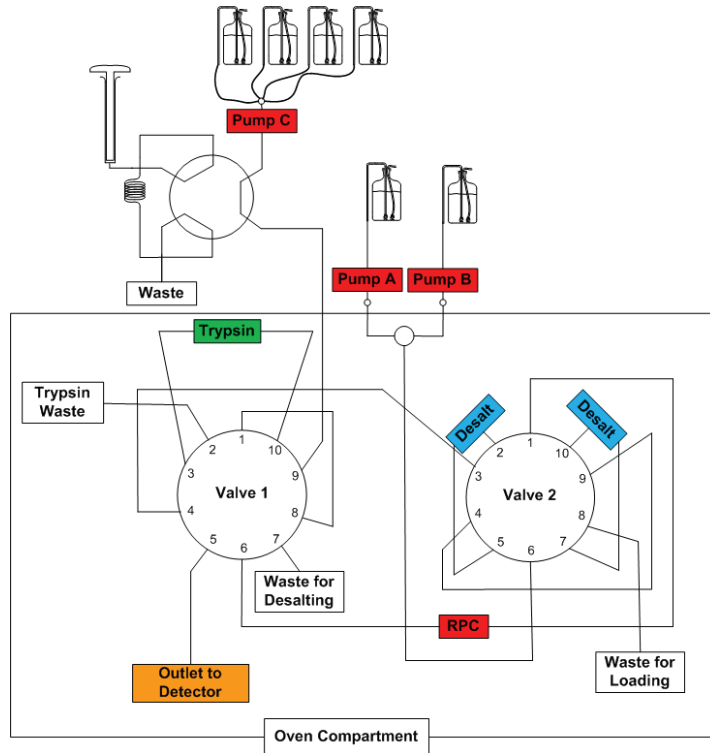 Pump C
Pump A
Pump B
Waste
Trypsin
Trypsin
Waste
Desalt
Desalt
1
2
3
4
5
6
7
8
9
10
Valve 1
1
2
3
4
5
6
7
8
9
10
Valve 2
Waste for
Desalting
RPC
Outlet to
Detector
Waste for
Loading
Oven Compartment